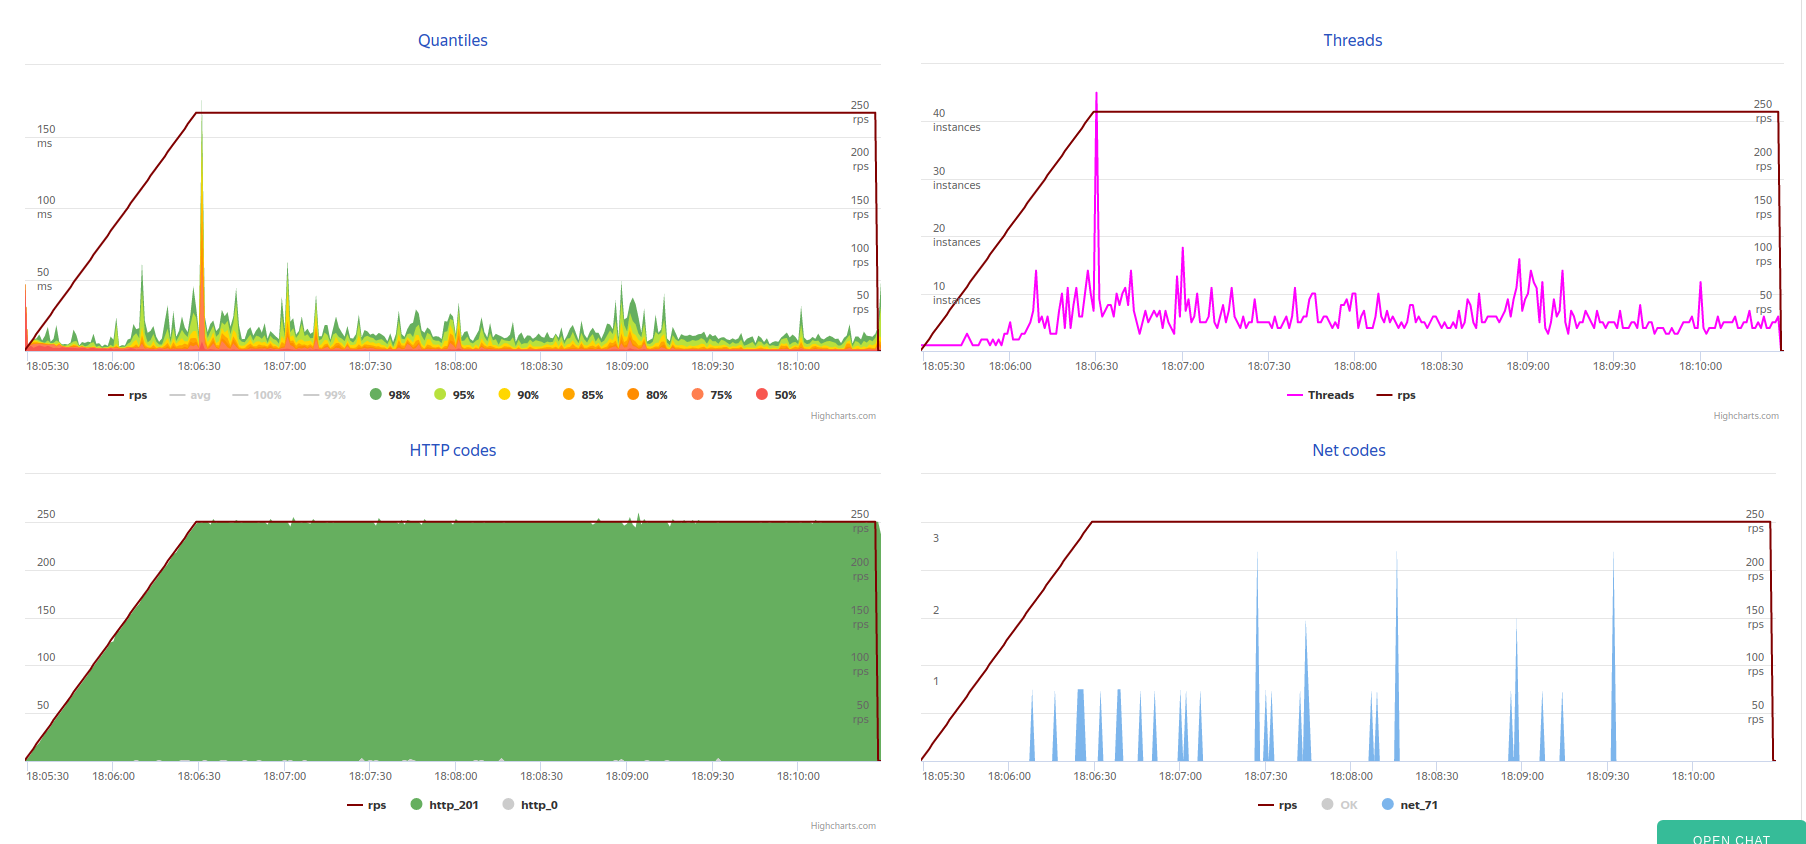 Quantiles
150
ms
100
ms
50
ms
250
rps
200
rps
150
rps
100
rps
50
rps
18:05:30 18:06:00 18:06:30 18:07:00 18:07:30 18:08:00 18:08:30 18:09:00 18:09:30 18:10:00
rps avg 100% 99% 98% 95% 90% 85% 80% 75% 50%
Highcharts.com
Threads
40
instances
30
instances
20
instances
10
instances
250
rps
200
rps
150
rps
100
rps
50
rps
18:05:30 18:06:00 18:06:30 18:07:00 18:07:30 18:08:00 18:08:30 18:09:00 18:09:30 18:10:00
Threads rps
Highcharts.com
HTTP codes
250
200
150
100
50
250
rps
200
rps
150
rps
100
rps
50
rps
18:05:30 18:06:00 18:06:30 18:07:00 18:07:30 18:08:00 18:08:30 18:09:00 18:09:30 18:10:00
rps http_201 http_0
Highcharts.com
Net codes
3
2
1
250
rps
200
rps
150
rps
100
rps
50
rps
18:05:30 18:06:00 18:06:30 18:07:00 18:07:30 18:08:00 18:08:30 18:09:00 18:09:30 18:10:00
rps OK net_71
OPEN CHAT